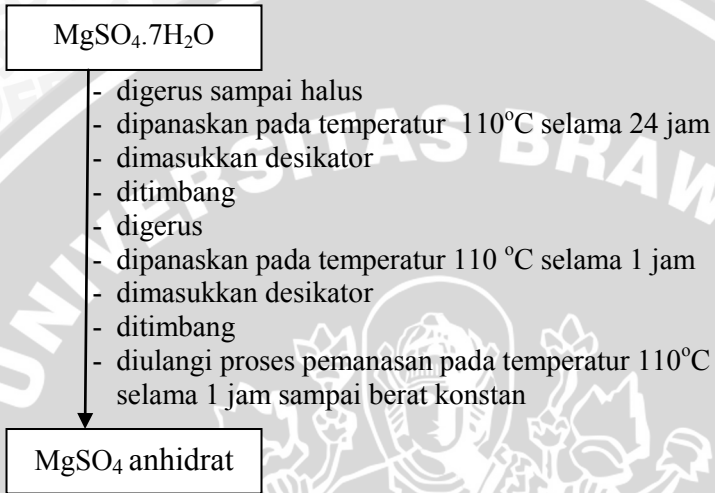 MgSO₄.7H₂O
- digerus sampai halus
- dipanaskan pada temperatur 110°C selama 24 jam
- dimasukkan desikator
- ditimbang
- digerus
- dipanaskan pada temperatur 110 °C selama 1 jam
- dimasukkan desikator
- ditimbang
- diulangi proses pemanasan pada temperatur 110°C
selama 1 jam sampai berat konstan
MgSO₄ anhidrat
UNIVERSITAS BRAW